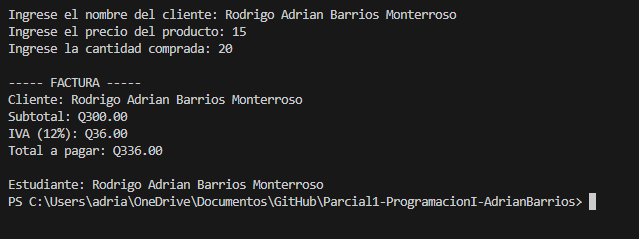 Ingrese el nombre del cliente: Rodrigo Adrian Barrios Monterroso
Ingrese el precio del producto: 15
Ingrese la cantidad comprada: 20
----- FACTURA -----
Cliente: Rodrigo Adrian Barrios Monterroso
Subtotal: Q300.00
IVA (12%): Q36.00
Total a pagar: Q336.00
Estudiante: Rodrigo Adrian Barrios Monterroso
PS C:\Users\adria\OneDrive\Documentos\GitHub\Parcial1-ProgramacionI-AdrianBarrios>